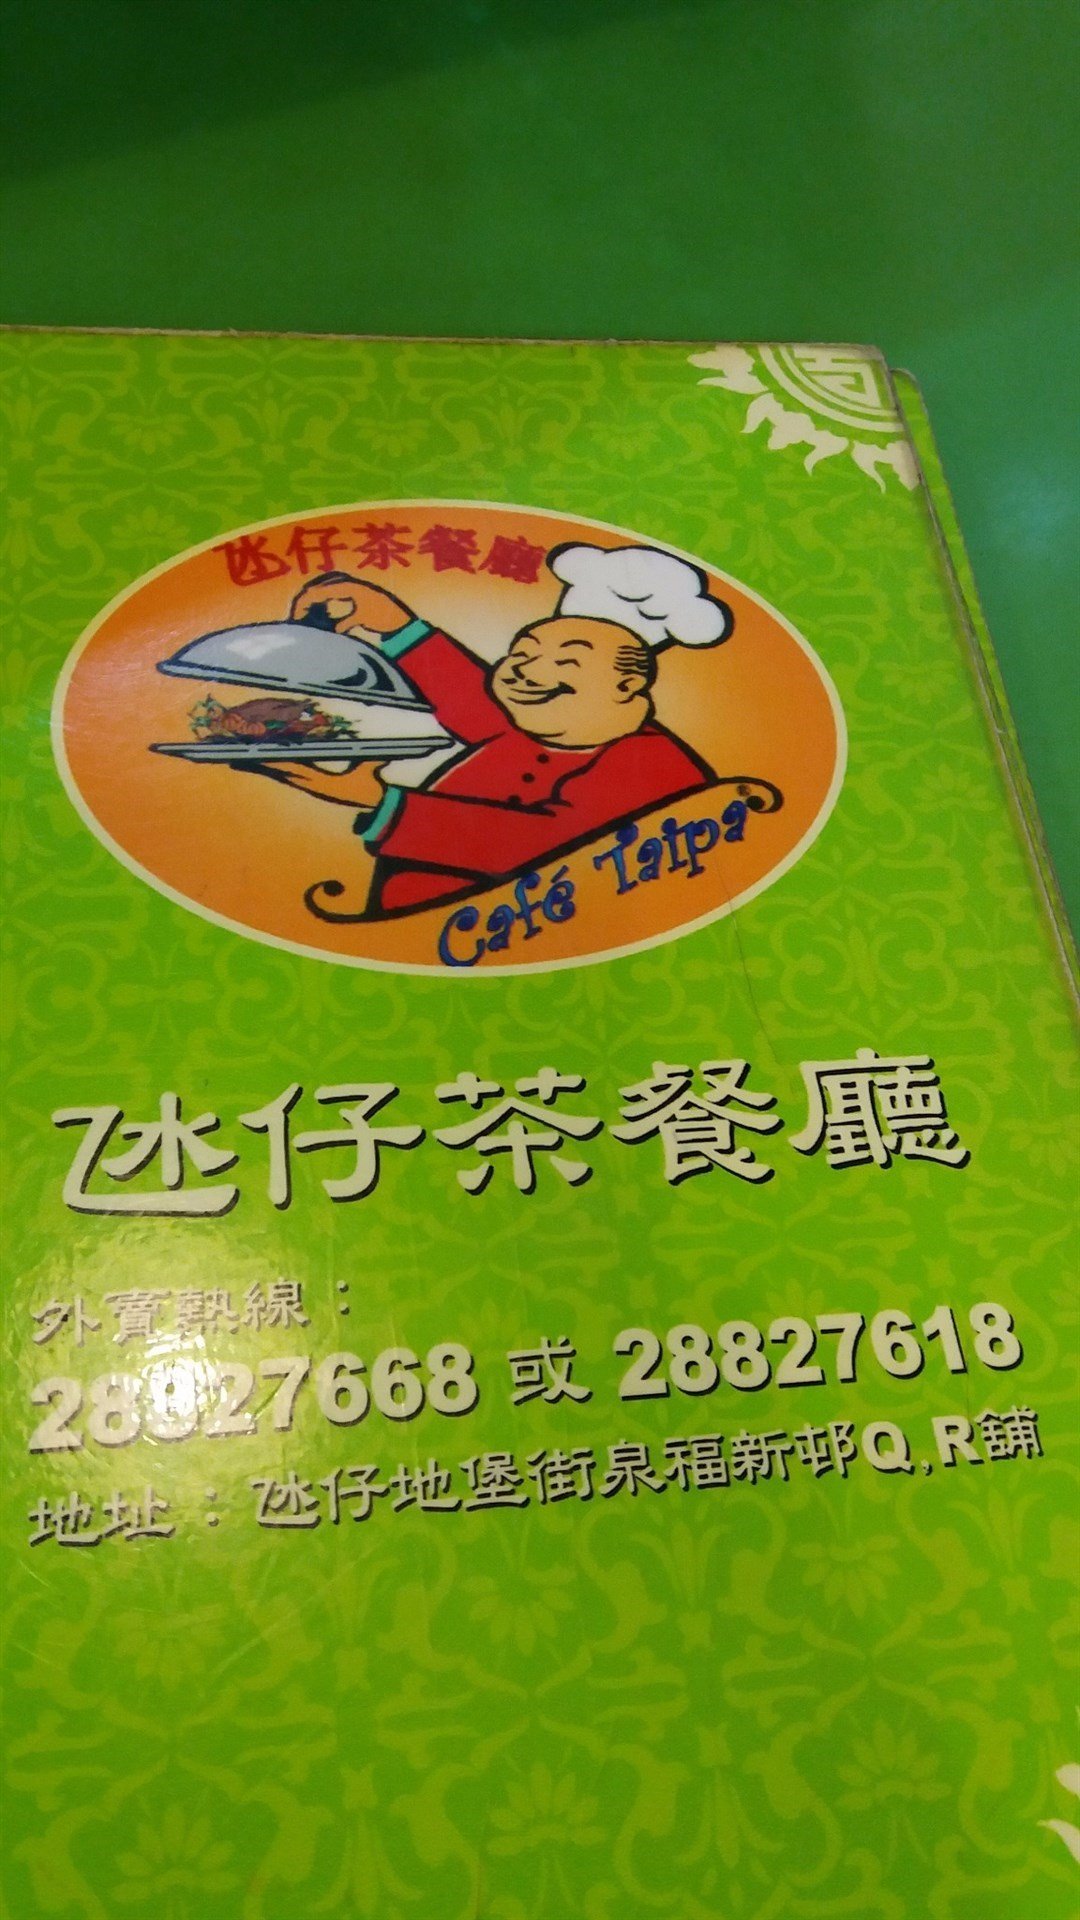 氹仔茶餐廳
Café Taipa®
氹仔茶餐廳
外賣熱線：
28827668 或 28827618
地址：氹仔地堡街泉福新邨Q,R舖